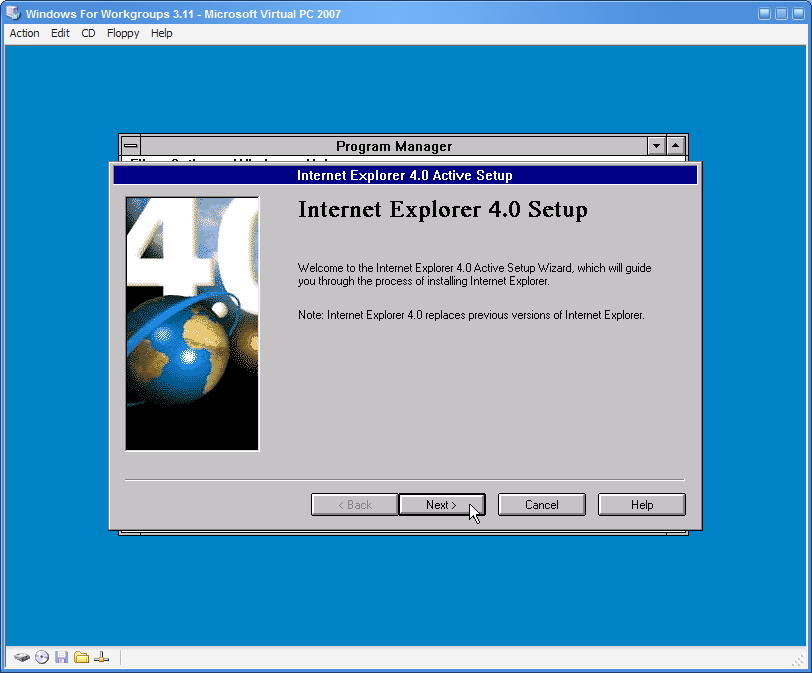 Windows For Workgroups 3.11 - Microsoft Virtual PC 2007
Action Edit CD Floppy Help
Program Manager
Internet Explorer 4.0 Active Setup
40
Internet Explorer 4.0 Setup
Welcome to the Internet Explorer 4.0 Active Setup Wizard, which will guide
you through the process of installing Internet Explorer.
Note: Internet Explorer 4.0 replaces previous versions of Internet Explorer.
< Back Next > Cancel Help